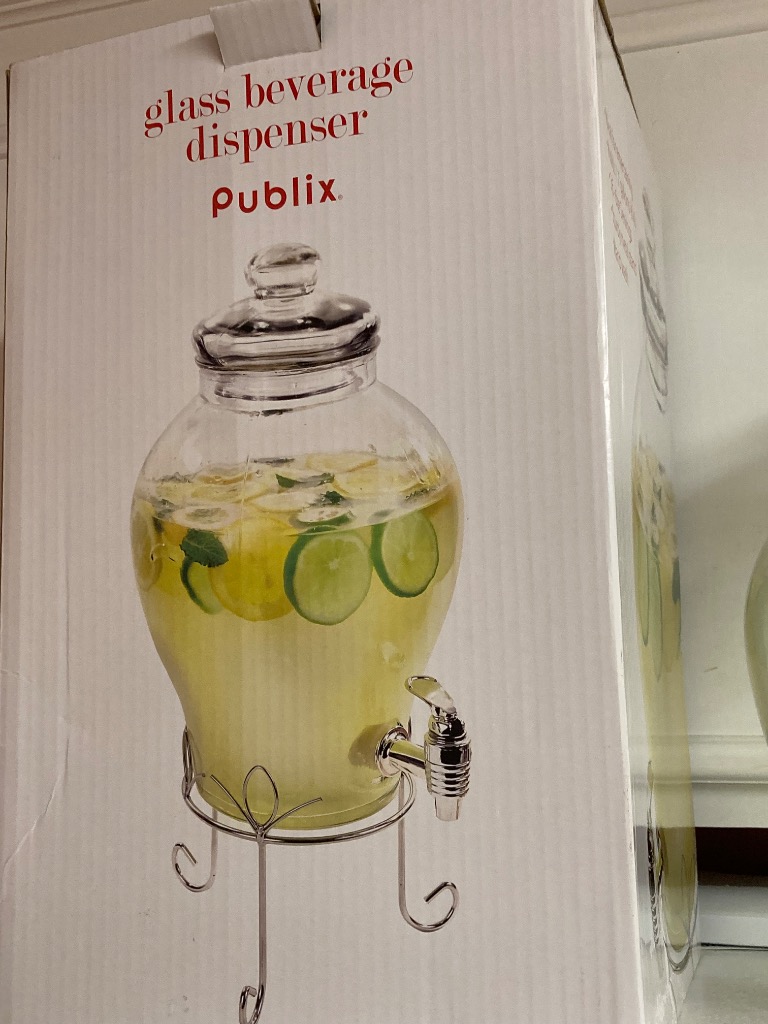 glass beverage
dispenser
Publix®